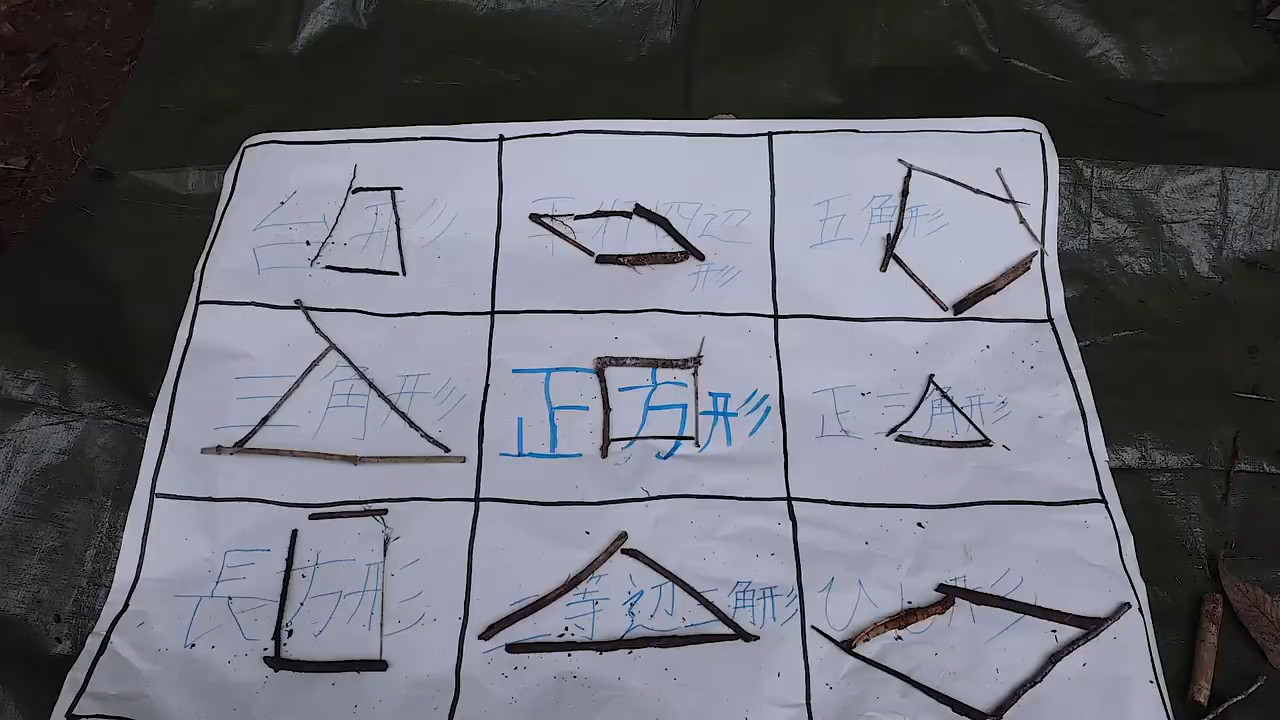 台形
平行四辺
形
五角形
三角形
正方形
正三角形
長方形
二等辺三角形
ひし形